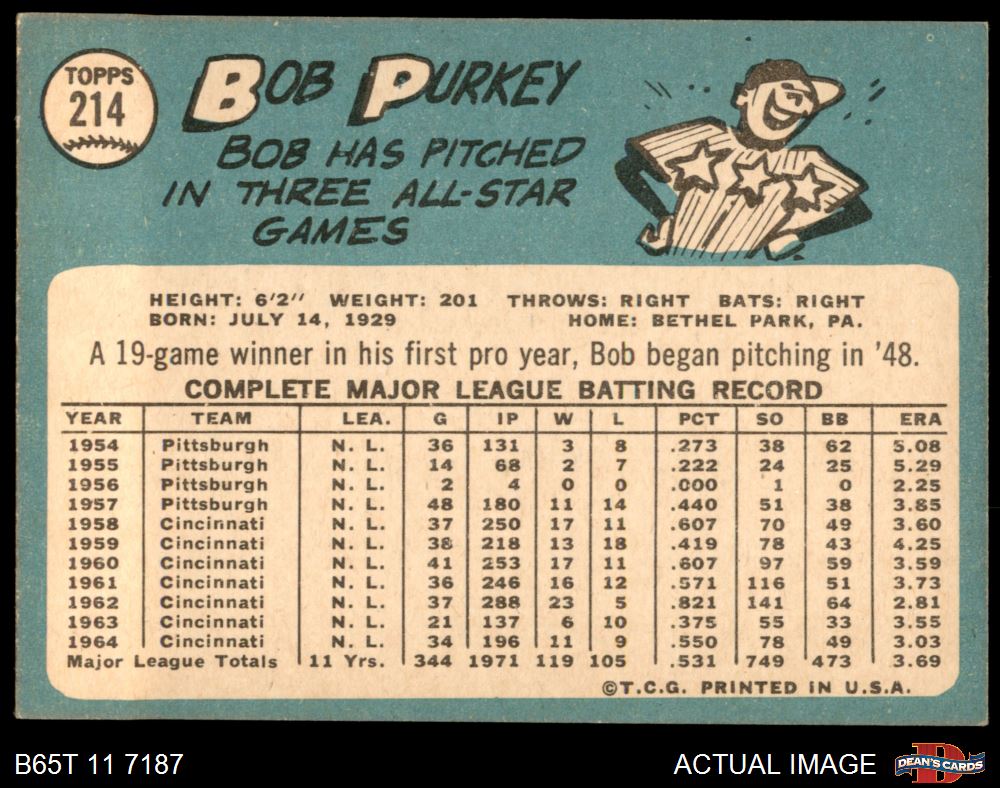 TOPPS
214
BOB PURKEY
BOB HAS PITCHED
IN THREE ALL-STAR
GAMES
HEIGHT: 6'2" WEIGHT: 201 THROWS: RIGHT BATS: RIGHT
BORN: JULY 14, 1929 HOME: BETHEL PARK, PA.
A 19-game winner in his first pro year, Bob began pitching in '48.
COMPLETE MAJOR LEAGUE BATTING RECORD
YEAR TEAM LEA. G IP W L PCT SO BB ERA
1954 Pittsburgh N. L. 36 131 3 8 .273 38 62 5.08
1955 Pittsburgh N. L. 14 68 2 7 .222 24 25 5.29
1956 Pittsburgh N. L. 2 4 0 0 .000 1 0 2.25
1957 Pittsburgh N. L. 48 180 11 14 .440 51 38 3.85
1958 Cincinnati N. L. 37 250 17 11 .607 70 49 3.60
1959 Cincinnati N. L. 38 218 13 18 .419 78 43 4.25
1960 Cincinnati N. L. 41 253 17 11 .607 97 59 3.59
1961 Cincinnati N. L. 36 246 16 12 .571 116 51 3.73
1962 Cincinnati N. L. 37 288 23 5 .821 141 64 2.81
1963 Cincinnati N. L. 21 137 6 10 .375 55 33 3.55
1964 Cincinnati N. L. 34 196 11 9 .550 78 49 3.03
Major League Totals 11 Yrs. 344 1971 119 105 .531 749 473 3.69
©T.C.G. PRINTED IN U.S.A.
B65T 11 7187 ACTUAL IMAGE DEAN'S CARDS